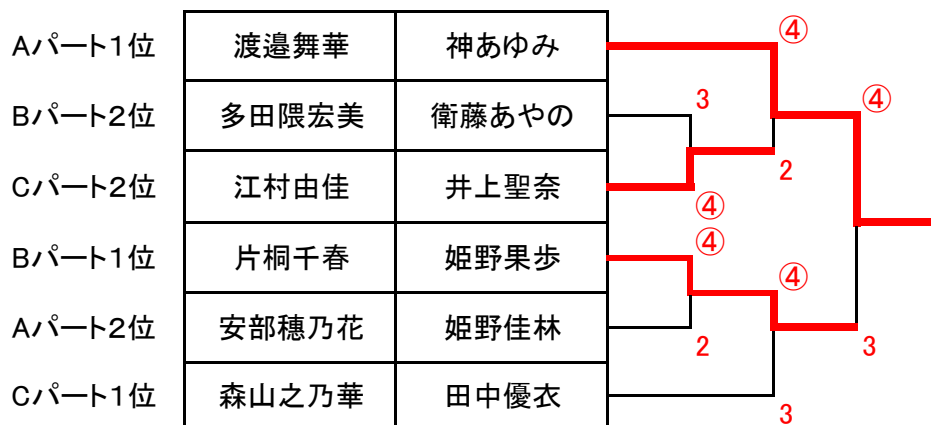 Aパート1位 渡邉舞華 神あゆみ ④
Bパート2位 多田隈宏美 衛藤あやの 3 ④
2
Cパート2位 江村由佳 井上聖奈 ④
Bパート1位 片桐千春 姫野果歩 ④
④
Aパート2位 安部穂乃花 姫野佳林 2 3
Cパート1位 森山之乃華 田中優衣 3